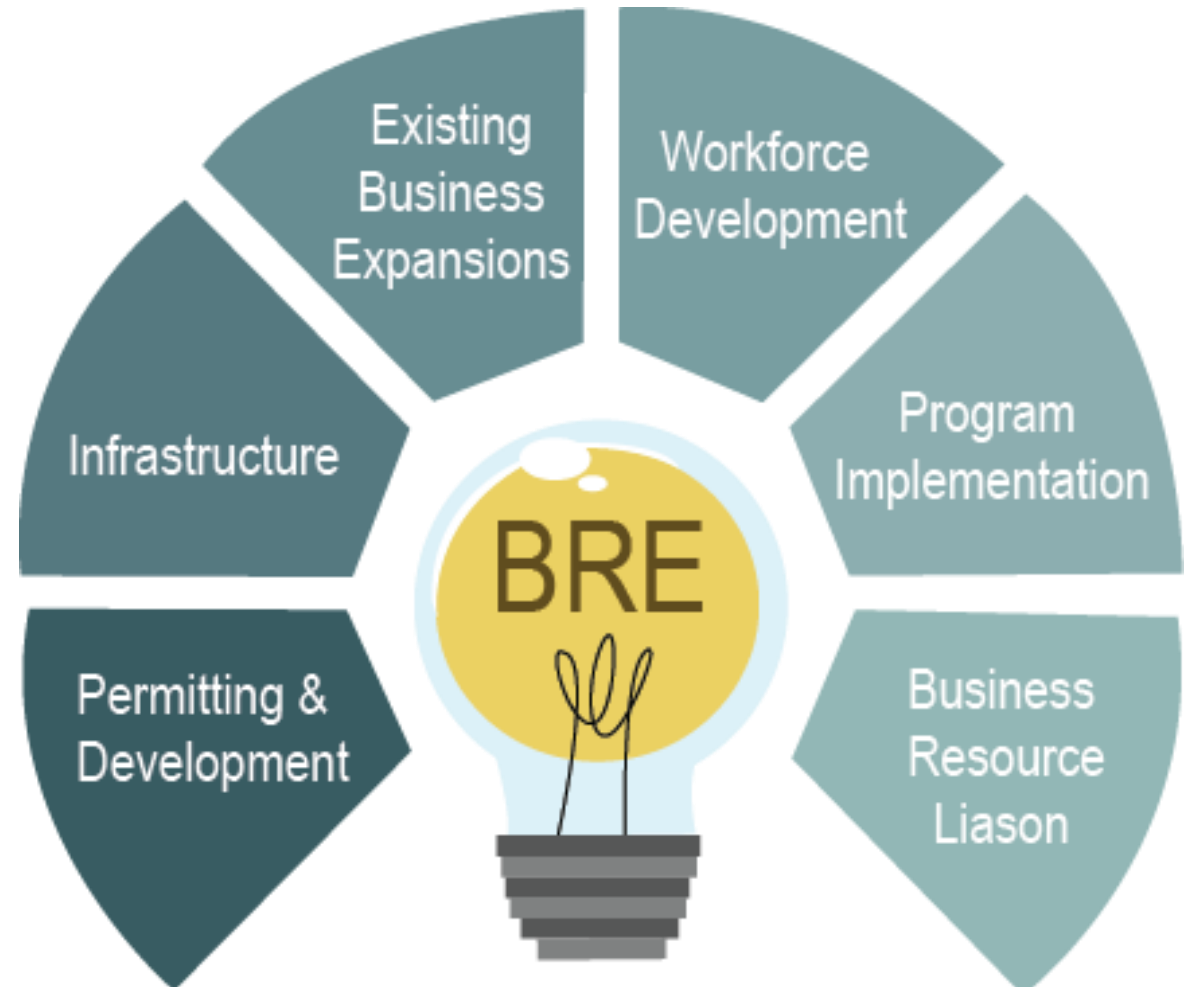 Existing
Business
Expansions
Workforce
Development
Infrastructure
Program
Implementation
BRE
Permitting &
Development
Business
Resource
Liason